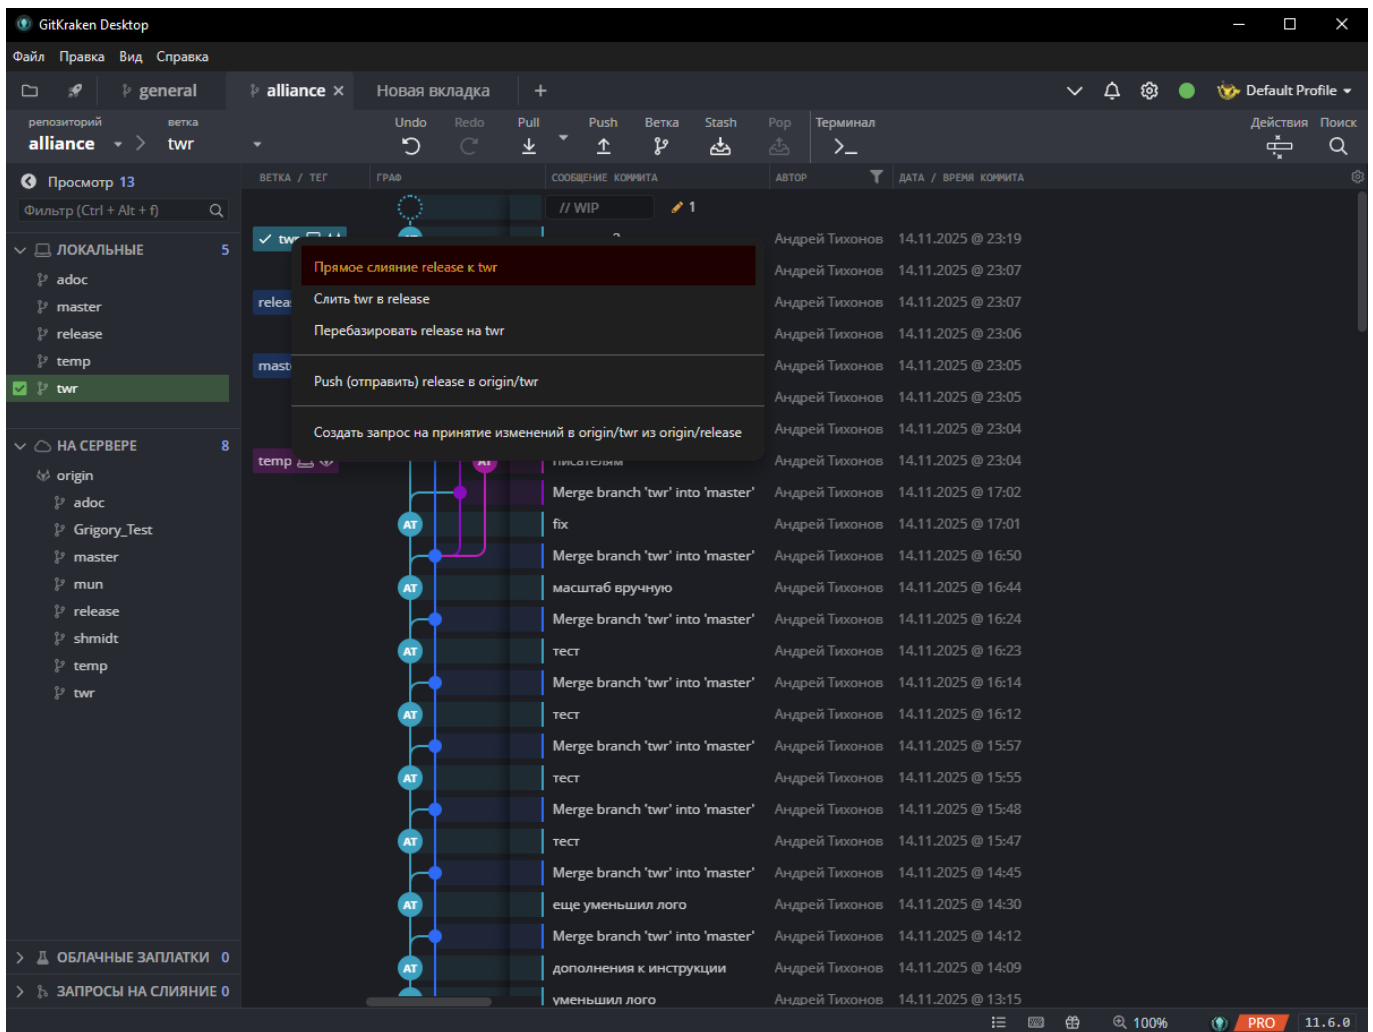 GitKraken Desktop
Файл Правка Вид Справка
general
alliance
Новая вкладка
Default Profile
репозиторий
alliance
ветка
twr
Undo
Redo
Pull
Push
Ветка
Stash
Pop
Терминал
Действия
Поиск
Просмотр 13
Фильтр (Ctrl + Alt + f)
ЛОКАЛЬНЫЕ 5
adoc
master
release
temp
twr
НА СЕРВЕРЕ 8
origin
adoc
Grigory_Test
master
mun
release
shmidt
temp
twr
ОБЛАЧНЫЕ ЗАПЛАТКИ 0
ЗАПРОСЫ НА СЛИЯНИЕ 0
ВЕТКА / ТЕГ
ГРАФ
СООБЩЕНИЕ КОММИТА
АВТОР
ДАТА / ВРЕМЯ КОММИТА
// WIP
1
twr
Андрей Тихонов 14.11.2025 @ 23:19
Прямое слияние release к twr
Андрей Тихонов 14.11.2025 @ 23:07
Слить twr в release
Андрей Тихонов 14.11.2025 @ 23:07
Перебазировать release на twr
Андрей Тихонов 14.11.2025 @ 23:06
Андрей Тихонов 14.11.2025 @ 23:05
Push (отправить) release в origin/twr
Андрей Тихонов 14.11.2025 @ 23:05
Создать запрос на принятие изменений в origin/twr из origin/release
Андрей Тихонов 14.11.2025 @ 23:04
temp
AT
писателям
Андрей Тихонов 14.11.2025 @ 23:04
Merge branch 'twr' into 'master' Андрей Тихонов 14.11.2025 @ 17:02
AT fix Андрей Тихонов 14.11.2025 @ 17:01
Merge branch 'twr' into 'master' Андрей Тихонов 14.11.2025 @ 16:50
AT масштаб вручную Андрей Тихонов 14.11.2025 @ 16:44
Merge branch 'twr' into 'master' Андрей Тихонов 14.11.2025 @ 16:24
AT тест Андрей Тихонов 14.11.2025 @ 16:23
Merge branch 'twr' into 'master' Андрей Тихонов 14.11.2025 @ 16:14
AT тест Андрей Тихонов 14.11.2025 @ 16:12
Merge branch 'twr' into 'master' Андрей Тихонов 14.11.2025 @ 15:57
AT тест Андрей Тихонов 14.11.2025 @ 15:55
Merge branch 'twr' into 'master' Андрей Тихонов 14.11.2025 @ 15:48
AT тест Андрей Тихонов 14.11.2025 @ 15:47
Merge branch 'twr' into 'master' Андрей Тихонов 14.11.2025 @ 14:45
AT еще уменьшил лого Андрей Тихонов 14.11.2025 @ 14:30
Merge branch 'twr' into 'master' Андрей Тихонов 14.11.2025 @ 14:12
AT дополнения к инструкции Андрей Тихонов 14.11.2025 @ 14:09
уменьшил лого Андрей Тихонов 14.11.2025 @ 13:15
100%
PRO
11.6.0